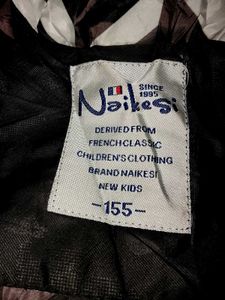 SINCE
1995
Naikesi
DERIVED FROM
FRENCH CLASSIC
CHILDREN'S CLOTHING
BRAND NAIKESI
NEW KIDS
-155-